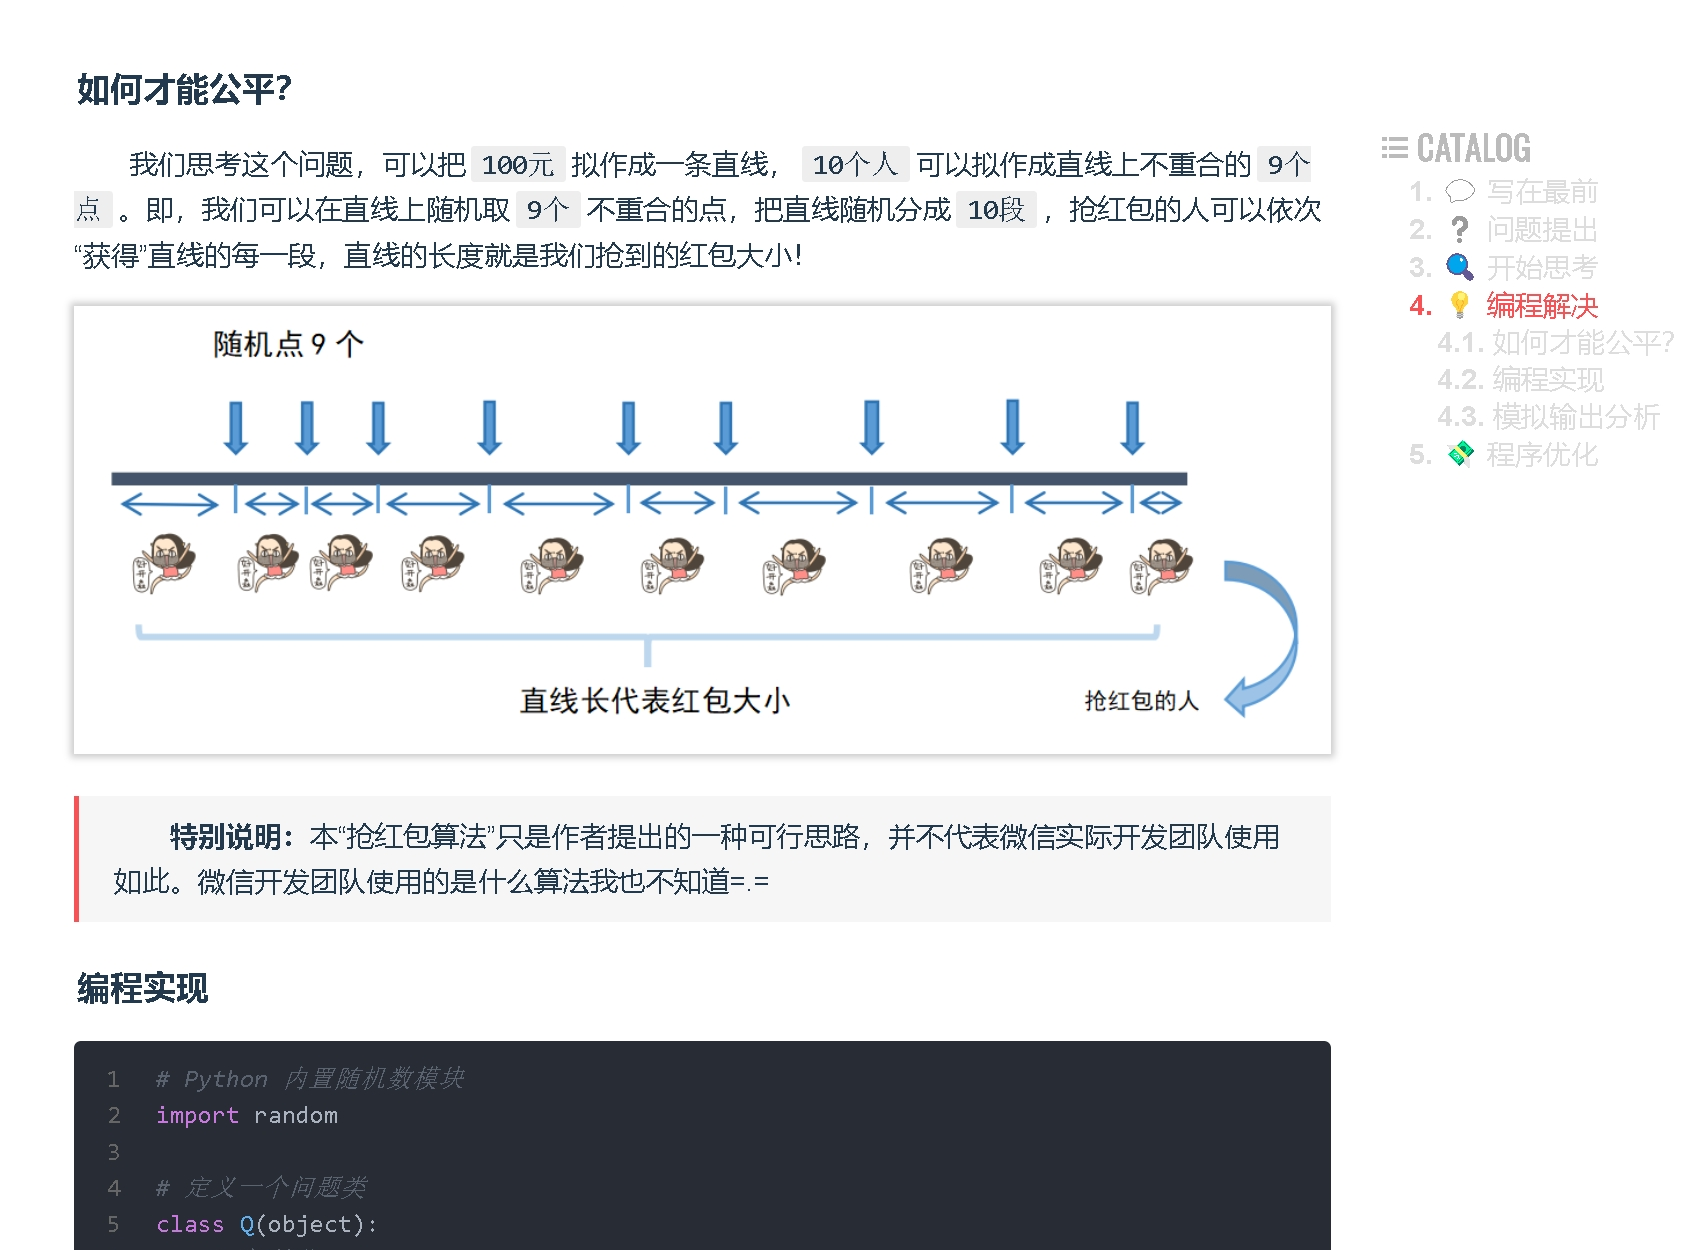 如何才能公平？
我们思考这个问题，可以把 100元 拟作成一条直线， 10个人 可以拟作成直线上不重合的 9个
点 。即，我们可以在直线上随机取 9个 不重合的点，把直线随机分成 10段 ，抢红包的人可以依次
“获得”直线的每一段，直线的长度就是我们抢到的红包大小！
随机点 9 个
直线长代表红包大小
抢红包的人
特别说明：本“抢红包算法”只是作者提出的一种可行思路，并不代表微信实际开发团队使用
如此。微信开发团队使用的是什么算法我也不知道=.=
编程实现
1 # Python 内置随机数模块
2 import random
3
4 # 定义一个问题类
5 class Q(object):
CATALOG
1. 💬 写在最前
2. ❓ 问题提出
3. 🔍 开始思考
4. 💡 编程解决
4.1. 如何才能公平？
4.2. 编程实现
4.3. 模拟输出分析
5. 💸 程序优化